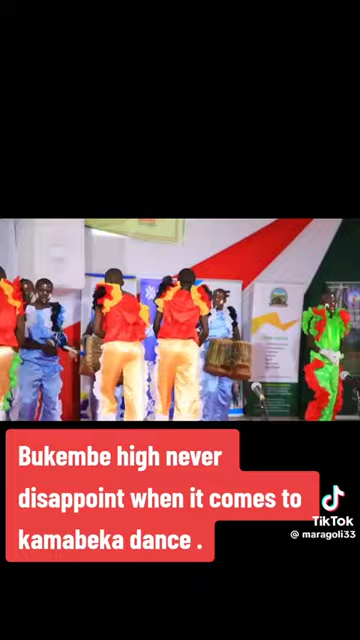 Bukembe high never
disappoint when it comes to
kamabeka dance .
TikTok
@ maragoli33